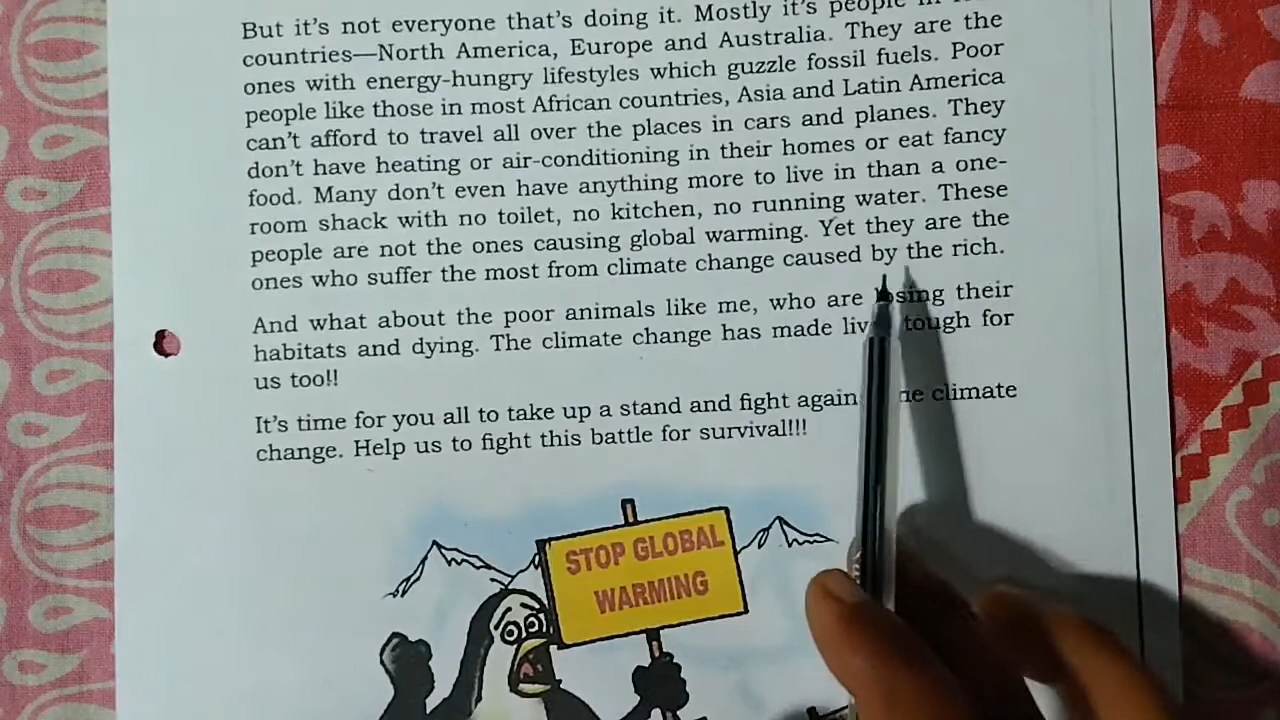 But it's not everyone that's doing it. Mostly it's people in
countries—North America, Europe and Australia. They are the
ones with energy-hungry lifestyles which guzzle fossil fuels. Poor
people like those in most African countries, Asia and Latin America
can't afford to travel all over the places in cars and planes. They
don't have heating or air-conditioning in their homes or eat fancy
food. Many don't even have anything more to live in than a one-
room shack with no toilet, no kitchen, no running water. These
people are not the ones causing global warming. Yet they are the
ones who suffer the most from climate change caused by the rich.
And what about the poor animals like me, who are losing their
habitats and dying. The climate change has made tough for
us too!!
It's time for you all to take up a stand and fight climate
change. Help us to fight this battle for survival!!!
STOP GLOBAL
WARMING